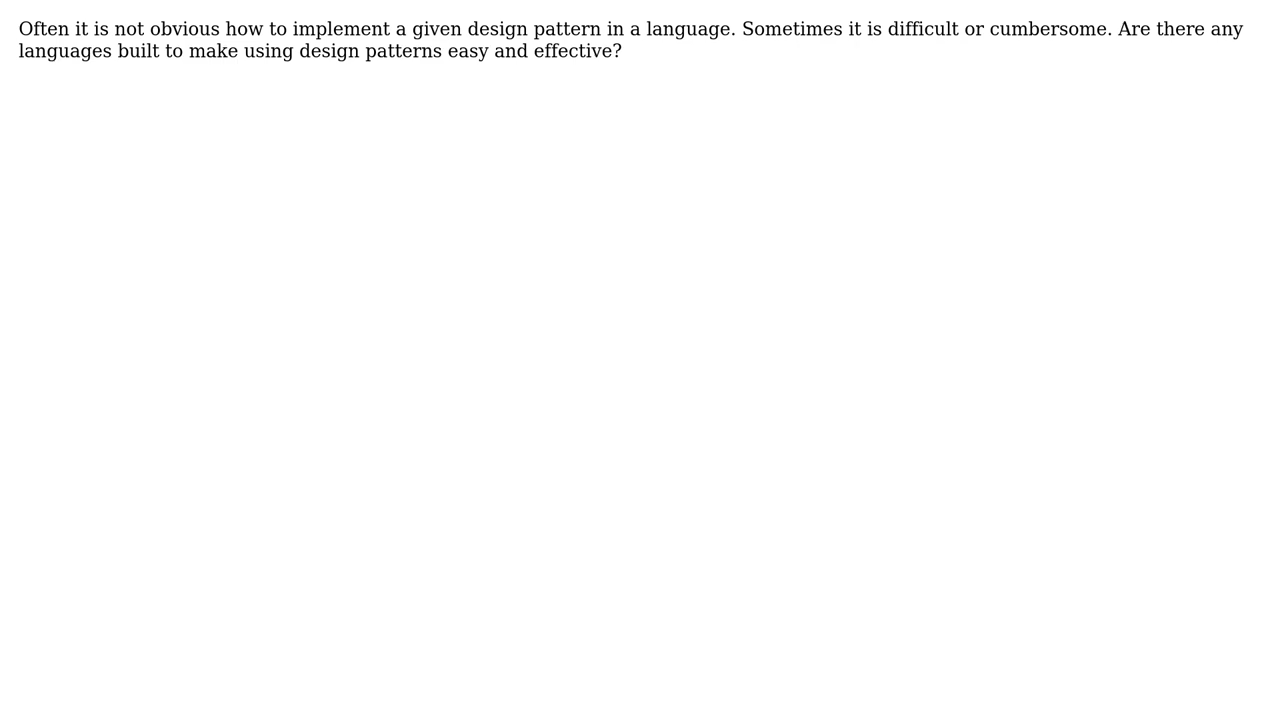 Often it is not obvious how to implement a given design pattern in a language. Sometimes it is difficult or cumbersome. Are there any
languages built to make using design patterns easy and effective?